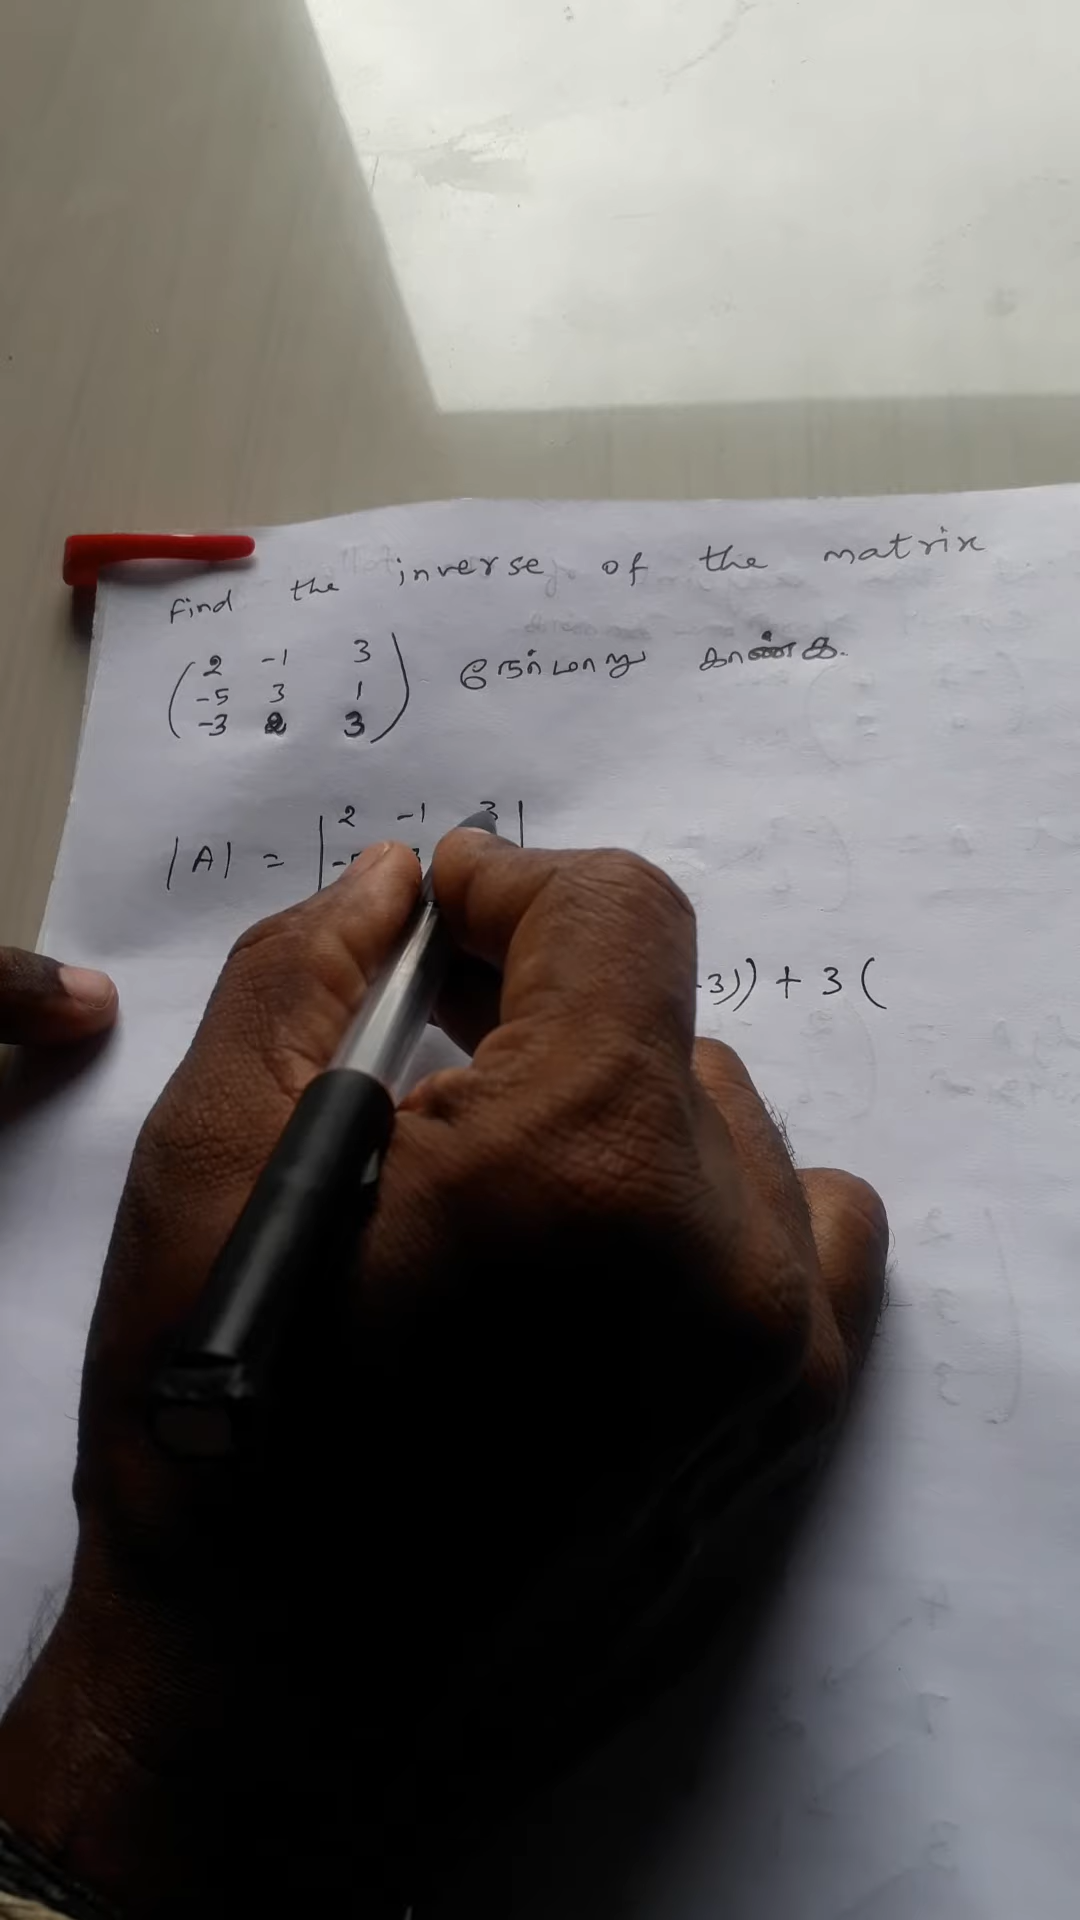 Find the inverse of the matrix
2 -1 3
-5 3 1 நேர்மாறு காண்க.
-3 2 3
2 -1 3
|A| =
3)) + 3 (